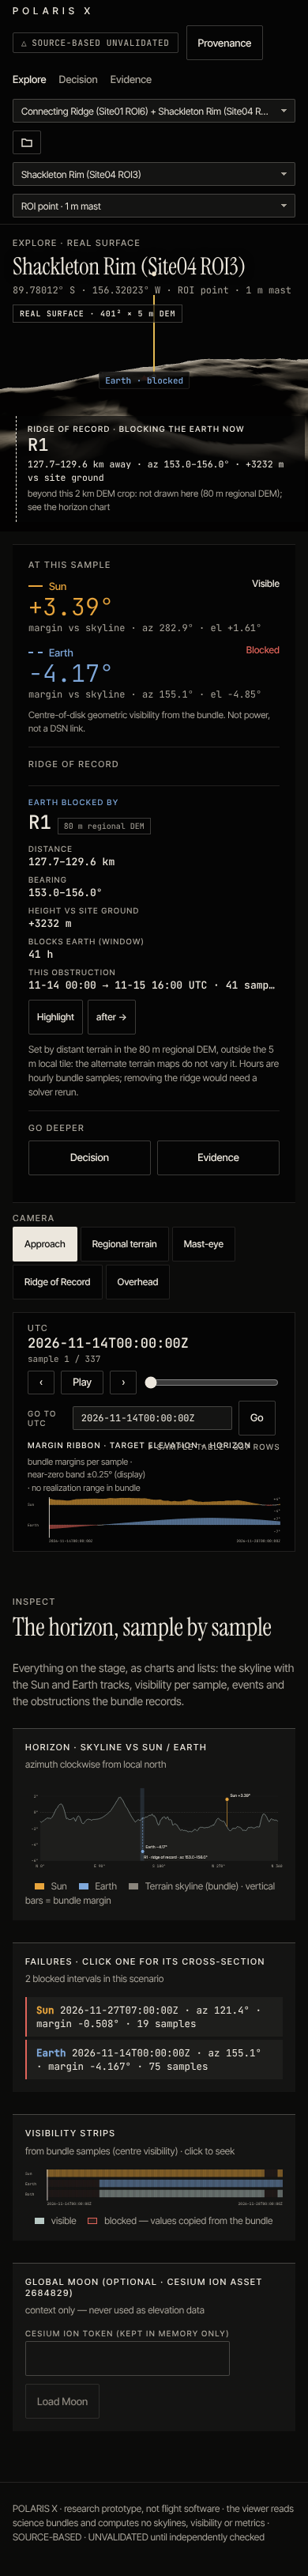 POLARIS X
△ SOURCE-BASED UNVALIDATED
Provenance
Explore Decision Evidence
Connecting Ridge (Site01 ROI6) + Shackleton Rim (Site04 R...
Shackleton Rim (Site04 ROI3)
ROI point · 1 m mast
EXPLORE · REAL SURFACE
Shackleton Rim (Site04 ROI3)
89.78012° S · 156.32023° W · ROI point · 1 m mast
REAL SURFACE · 401² × 5 m DEM
Earth · blocked
RIDGE OF RECORD · BLOCKING THE EARTH NOW
R1
127.7–129.6 km away · az 153.0–156.0° · +3232 m
vs site ground
beyond this 2 km DEM crop: not drawn here (80 m regional DEM);
see the horizon chart
AT THIS SAMPLE
Sun Visible
+3.39°
margin vs skyline · az 282.9° · el +1.61°
Earth Blocked
-4.17°
margin vs skyline · az 155.1° · el -4.85°
Centre-of-disk geometric visibility from the bundle. Not power,
not a DSN link.
RIDGE OF RECORD
EARTH BLOCKED BY
R1 80 m regional DEM
DISTANCE
127.7–129.6 km
BEARING
153.0–156.0°
HEIGHT VS SITE GROUND
+3232 m
BLOCKS EARTH (WINDOW)
41 h
THIS OBSTRUCTION
11-14 00:00 → 11-15 16:00 UTC · 41 samp…
Highlight after →
Set by distant terrain in the 80 m regional DEM, outside the 5
m local tile: the alternate terrain maps do not vary it. Hours are
hourly bundle samples; removing the ridge would need a
solver rerun.
GO DEEPER
Decision Evidence
CAMERA
Approach Regional terrain Mast-eye
Ridge of Record Overhead
UTC
2026-11-14T00:00:00Z
sample 1 / 337
‹ Play ›
GO TO
UTC
2026-11-14T00:00:00Z
Go
MARGIN RIBBON · TARGET ELEVATION − HORIZON
SAMPLE TABLE · 337 ROWS
bundle margins per sample ·
near-zero band ±0.25° (display)
· no realization range in bundle
Sun
Earth
INSPECT
The horizon, sample by sample
Everything on the stage, as charts and lists: the skyline with
the Sun and Earth tracks, visibility per sample, events and
the obstructions the bundle records.
HORIZON · SKYLINE VS SUN / EARTH
azimuth clockwise from local north
Sun +3.39°
Earth -4.17°
Sun Earth Terrain skyline (bundle) · vertical
bars = bundle margin
FAILURES · CLICK ONE FOR ITS CROSS-SECTION
2 blocked intervals in this scenario
Sun 2026-11-27T07:00:00Z · az 121.4° ·
margin -0.508° · 19 samples
Earth 2026-11-14T00:00:00Z · az 155.1°
· margin -4.167° · 75 samples
VISIBILITY STRIPS
from bundle samples (centre visibility) · click to seek
Sun
Earth
Both
visible blocked — values copied from the bundle
GLOBAL MOON (OPTIONAL · CESIUM ION ASSET
2684829)
context only — never used as elevation data
CESIUM ION TOKEN (KEPT IN MEMORY ONLY)
Load Moon
POLARIS X · research prototype, not flight software · the viewer reads
science bundles and computes no skylines, visibility or metrics ·
SOURCE-BASED · UNVALIDATED until independently checked